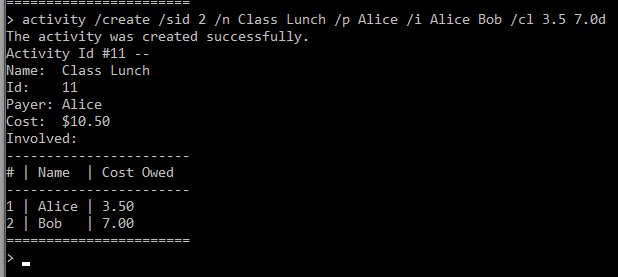 =======================
> activity /create /sid 2 /n Class Lunch /p Alice /i Alice Bob /cl 3.5 7.0d
The activity was created successfully.
Activity Id #11 --
Name:  Class Lunch
Id:    11
Payer: Alice
Cost:  $10.50
Involved:
-----------------------
# | Name  | Cost Owed
-----------------------
1 | Alice | 3.50
2 | Bob   | 7.00
=======================
>